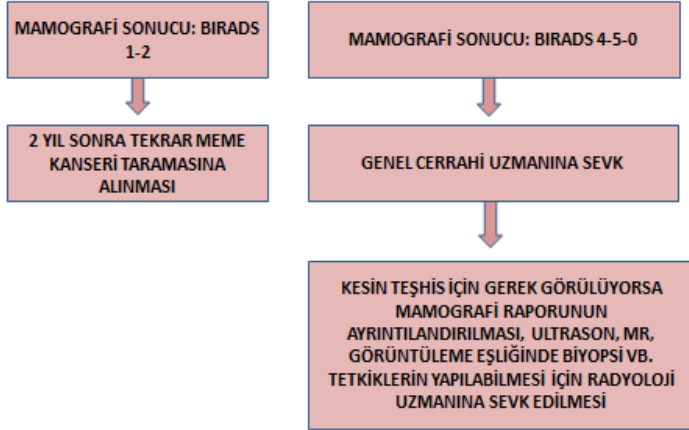 MAMOGRAFİ SONUCU: BIRADS
1-2
2 YIL SONRA TEKRAR MEME
KANSERİ TARAMASINA
ALINMASI
MAMOGRAFİ SONUCU: BIRADS 4-5-0
GENEL CERRAHİ UZMANINA SEVK
KESİN TEŞHİS İÇİN GEREK GÖRÜLÜYORSA
MAMOGRAFİ RAPORUNUN
AYRINTILANDIRILMASI, ULTRASON, MR,
GÖRÜNTÜLEME EŞLİĞİNDE BİYOPSİ VB.
TETKİKLERİN YAPILABİLMESİ İÇİN RADYOLOJİ
UZMANINA SEVK EDİLMESİ